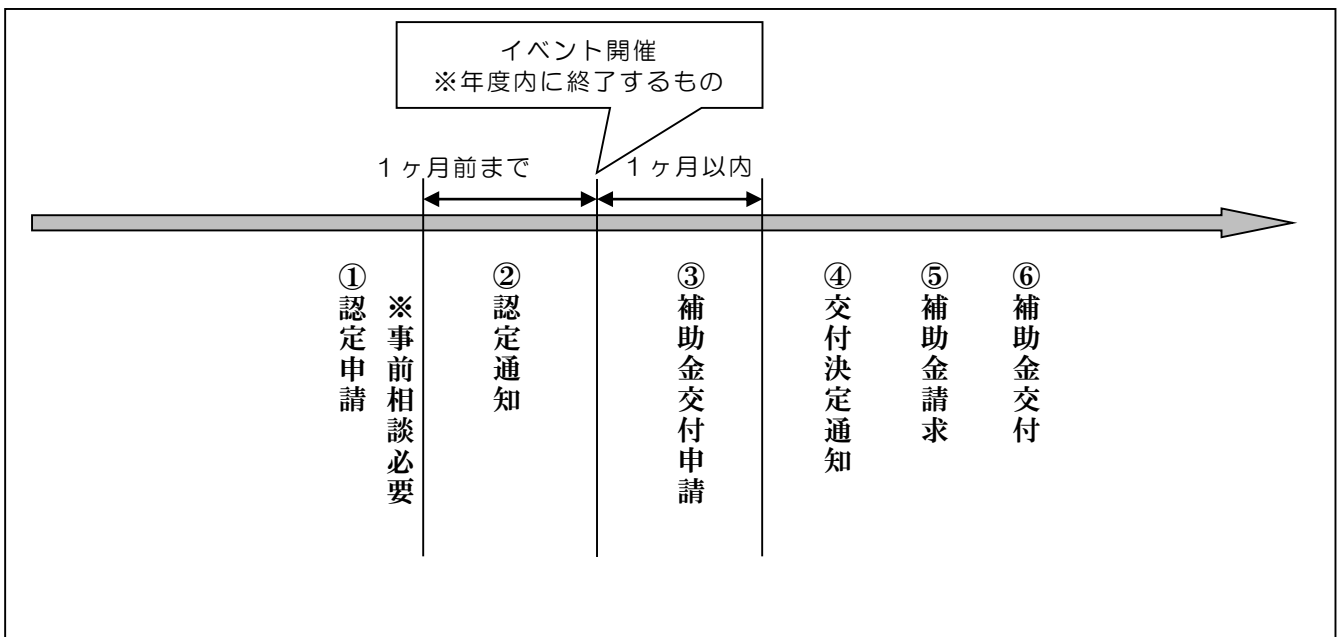 イベント開催
※年度内に終了するもの
１ヶ月前まで
１ヶ月以内
①認定申請
※事前相談必要
②認定通知
③補助金交付申請
④交付決定通知
⑤補助金請求
⑥補助金交付